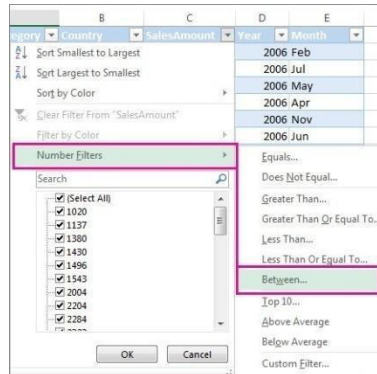 B C D E
egory Country SalesAmount Year Month
Sort Smallest to Largest
Sort Largest to Smallest
Sort by Color
Clear Filter From "SalesAmount"
Filter by Color
Number Filters
Search
(Select All)
1020
1137
1380
1430
1496
1543
2004
2204
2284
OK Cancel
2006 Feb
2006 Jul
2006 May
2006 Apr
2006 Nov
2006 Jun
Equals...
Does Not Equal...
Greater Than...
Greater Than Or Equal To..
Less Than...
Less Than Or Equal To...
Between...
Top 10...
Above Average
Below Average
Custom Filter...